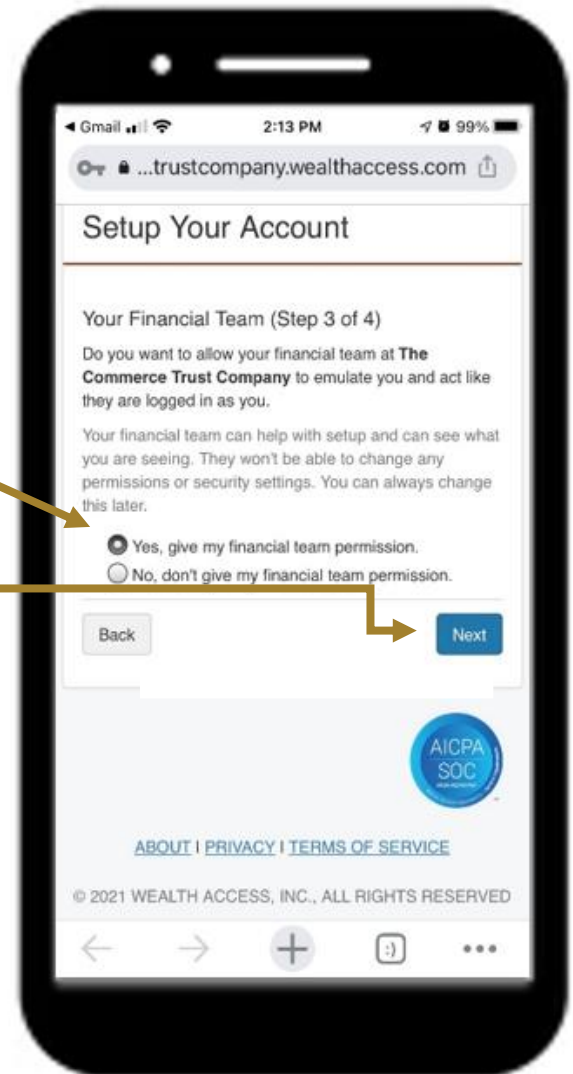 Gmail 2:13 PM 99%
...trustcompany.wealthaccess.com
Setup Your Account
Your Financial Team (Step 3 of 4)
Do you want to allow your financial team at The
Commerce Trust Company to emulate you and act like
they are logged in as you.
Your financial team can help with setup and can see what
you are seeing. They won't be able to change any
permissions or security settings. You can always change
this later.
Yes, give my financial team permission.
No, don't give my financial team permission.
Back Next
AICPA
SOC
ABOUT | PRIVACY | TERMS OF SERVICE
© 2021 WEALTH ACCESS, INC., ALL RIGHTS RESERVED
:)